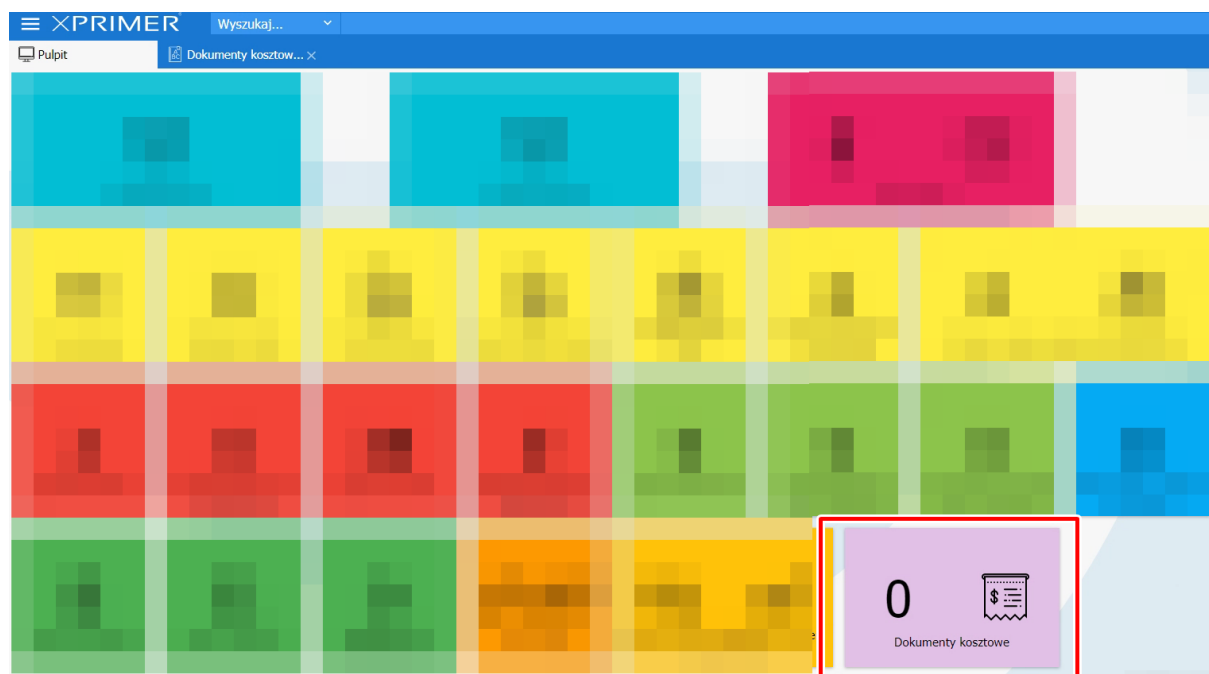 XPRIMER
Wyszukaj...
Pulpit
Dokumenty kosztow...
0
$
Dokumenty kosztowe